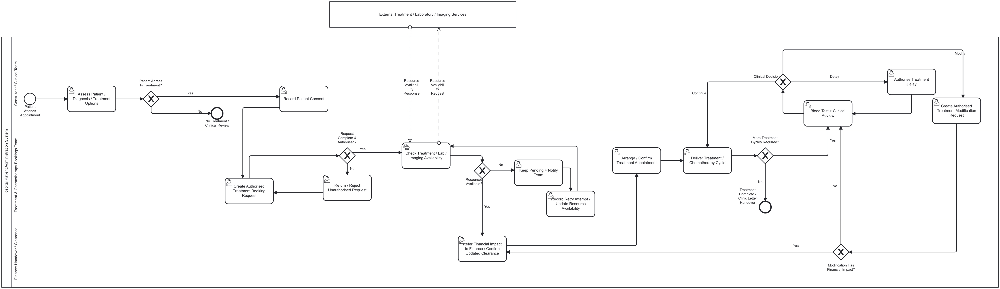 External Treatment / Laboratory / Imaging Services
Hospital Patient Administration System
Consultant / Clinical Team
Patient
Attends
Appointment
Assess Patient /
Diagnosis / Treatment
Options
Patient Agrees
to Treatment?
Yes
No
No Treatment /
Clinical Review
Record Patient Consent
Resource
Availabil
ity
Response
Resource
Availabili
ty
Request
Clinical Decision
Continue
Delay
Modify
Authorise Treatment
Delay
Blood Test + Clinical
Review
Create Authorised
Treatment Modification
Request
Treatment & Chemotherapy Bookings Team
Create Authorised
Treatment Booking
Request
Request
Complete &
Authorised?
Yes
No
Return / Reject
Unauthorised Request
Check Treatment / Lab /
Imaging Availability
Resources
Available?
No
Yes
Keep Pending + Notify
Team
Record Retry Attempt /
Update Resource
Availability
Arrange / Confirm
Treatment Appointment
Deliver Treatment /
Chemotherapy Cycle
More Treatment
Cycles Required?
Yes
No
Treatment
Complete /
Clinic Letter
Handover
No
Finance Handover / Clearance
Refer Financial Impact
to Finance / Confirm
Updated Clearance
Yes
Modification Has
Financial Impact?